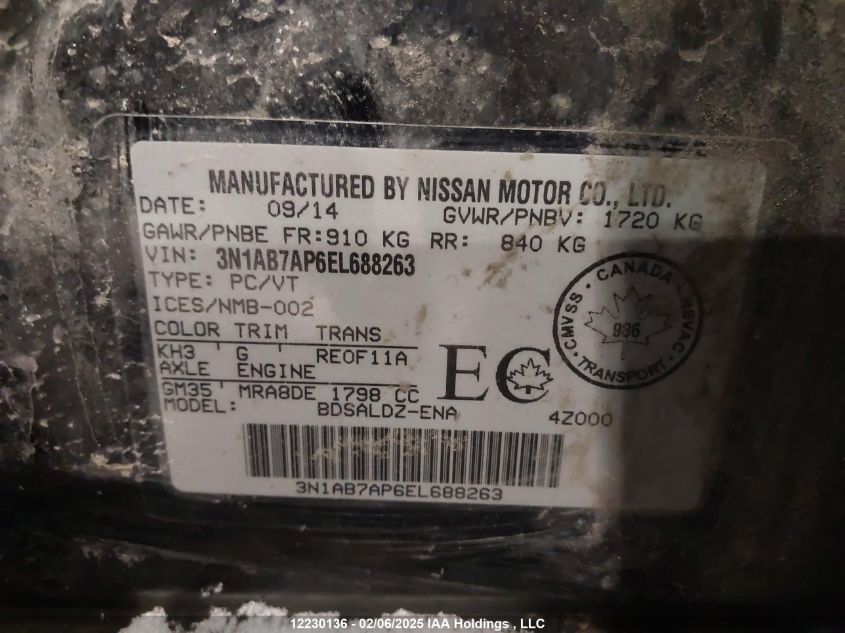 MANUFACTURED BY NISSAN MOTOR CO., LTD.
DATE: 09/14 GVWR/PNBV: 1720 KG
GAWR/PNBE FR:910 KG RR: 840 KG
VIN: 3N1AB7AP6EL688263
TYPE: PC/VT
ICES/NMB-002
COLOR TRIM TRANS
KH3 ' G ' RE0F11A
AXLE ENGINE
GM35 ' MRA8DE 1798 CC
MODEL: BDSALDZ-ENA
4Z000
EC
CANADA
CMVSS
NSVAC
986
TRANSPORT
3N1AB7AP6EL688263
12230136 - 02/06/2025 IAA Holdings , LLC